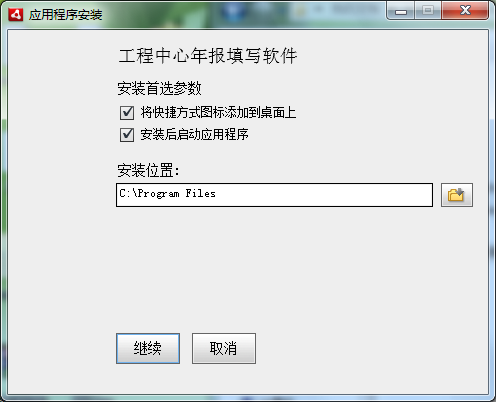 应用程序安装
工程中心年报填写软件
安装首选参数
将快捷方式图标添加到桌面上
安装后启动应用程序
安装位置:
C:\Program Files
继续
取消